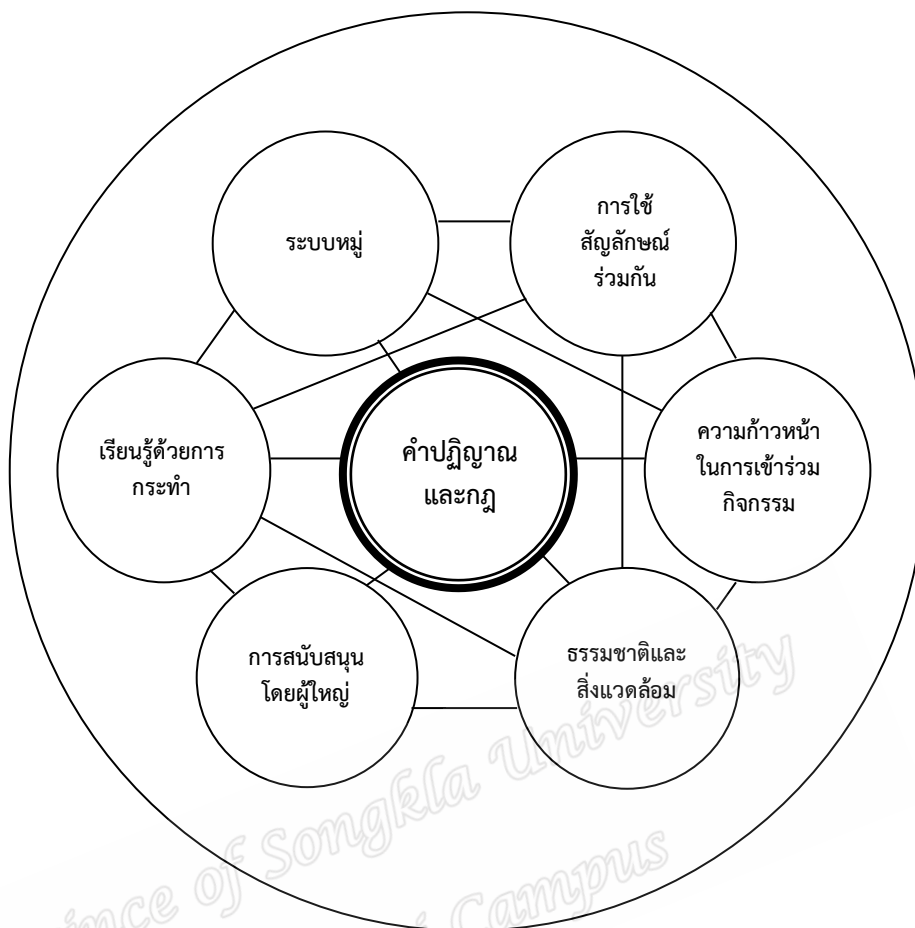 ระบบหมู่
การใช้
สัญลักษณ์
ร่วมกัน
เรียนรู้ด้วยการ
กระทำ
คำปฏิญาณ
และกฎ
ความก้าวหน้า
ในการเข้าร่วม
กิจกรรม
การสนับสนุน
โดยผู้ใหญ่
ธรรมชาติและ
สิ่งแวดล้อม
of Songkla University
Campus